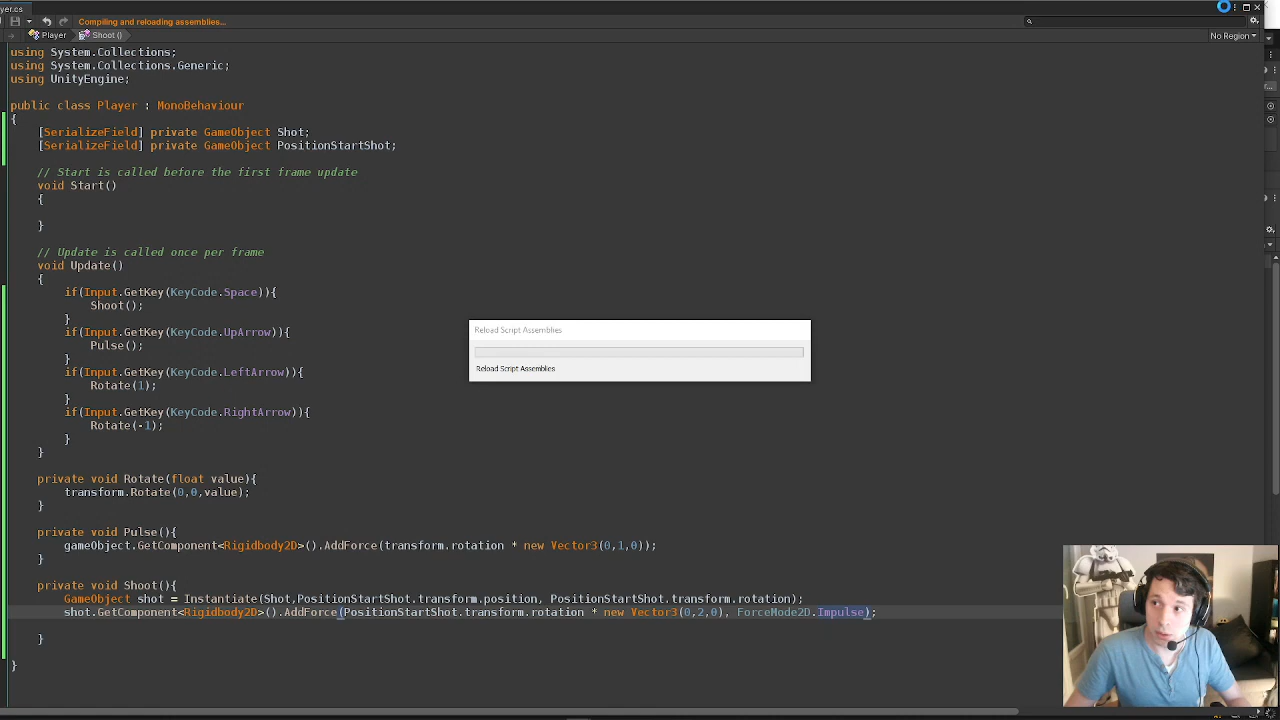 yer.cs
Compiling and reloading assemblies...
Player
Shoot ()
No Region
using System.Collections;
using System.Collections.Generic;
using UnityEngine;
public class Player : MonoBehaviour
{
[SerializeField] private GameObject Shot;
[SerializeField] private GameObject PositionStartShot;
// Start is called before the first frame update
void Start()
{
}
// Update is called once per frame
void Update()
{
if(Input.GetKey(KeyCode.Space)){
Shoot();
}
if(Input.GetKey(KeyCode.UpArrow)){
Pulse();
}
if(Input.GetKey(KeyCode.LeftArrow)){
Rotate(1);
}
if(Input.GetKey(KeyCode.RightArrow)){
Rotate(-1);
}
}
private void Rotate(float value){
transform.Rotate(0,0,value);
}
private void Pulse(){
gameObject.GetComponent<Rigidbody2D>().AddForce(transform.rotation * new Vector3(0,1,0));
}
private void Shoot(){
GameObject shot = Instantiate(Shot,PositionStartShot.transform.position, PositionStartShot.transform.rotation);
shot.GetComponent<Rigidbody2D>().AddForce(PositionStartShot.transform.rotation * new Vector3(0,2,0), ForceMode2D.Impulse);
}
}
Reload Script Assemblies
Reload Script Assemblies